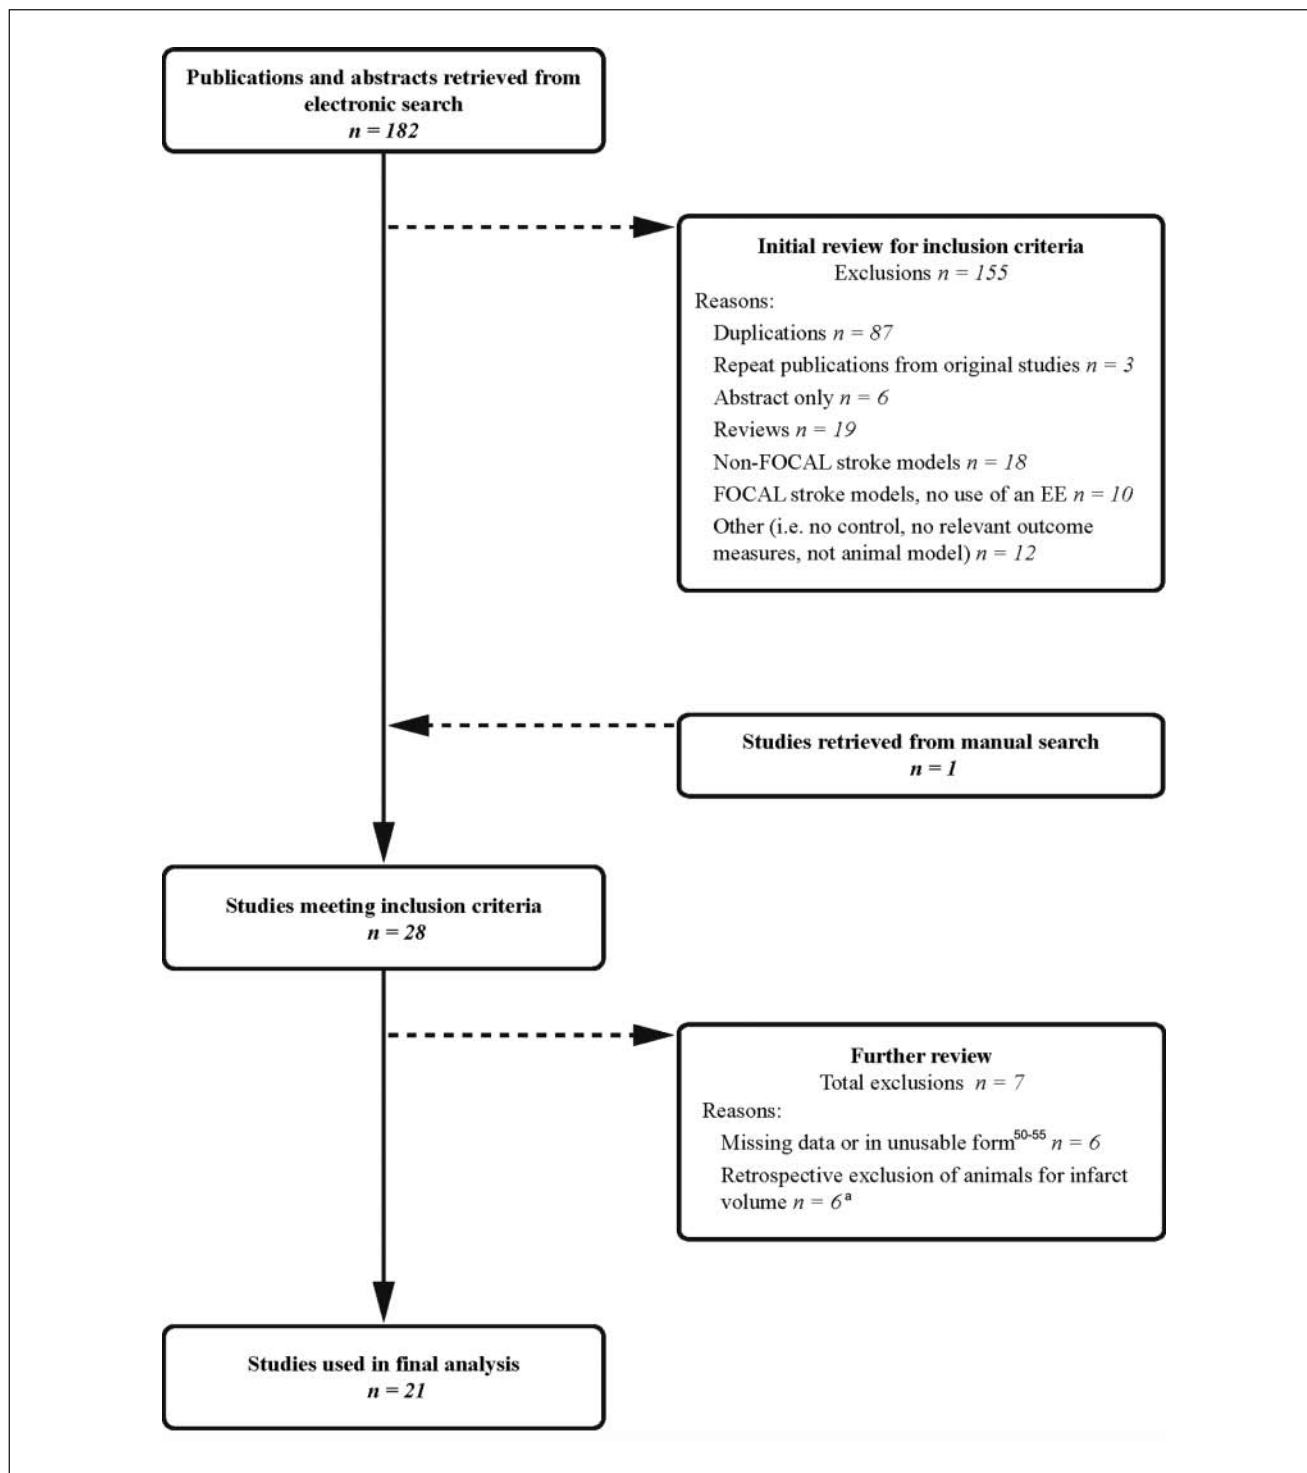 Publications and abstracts retrieved from
electronic search
n = 182
Initial review for inclusion criteria
Exclusions n = 155
Reasons:
Duplications n = 87
Repeat publications from original studies n = 3
Abstract only n = 6
Reviews n = 19
Non-FOCAL stroke models n = 18
FOCAL stroke models, no use of an EE n = 10
Other (i.e. no control, no relevant outcome
measures, not animal model) n = 12
Studies retrieved from manual search
n = 1
Studies meeting inclusion criteria
n = 28
Further review
Total exclusions n = 7
Reasons:
Missing data or in unusable form50-55 n = 6
Retrospective exclusion of animals for infarct
volume n = 6a
Studies used in final analysis
n = 21